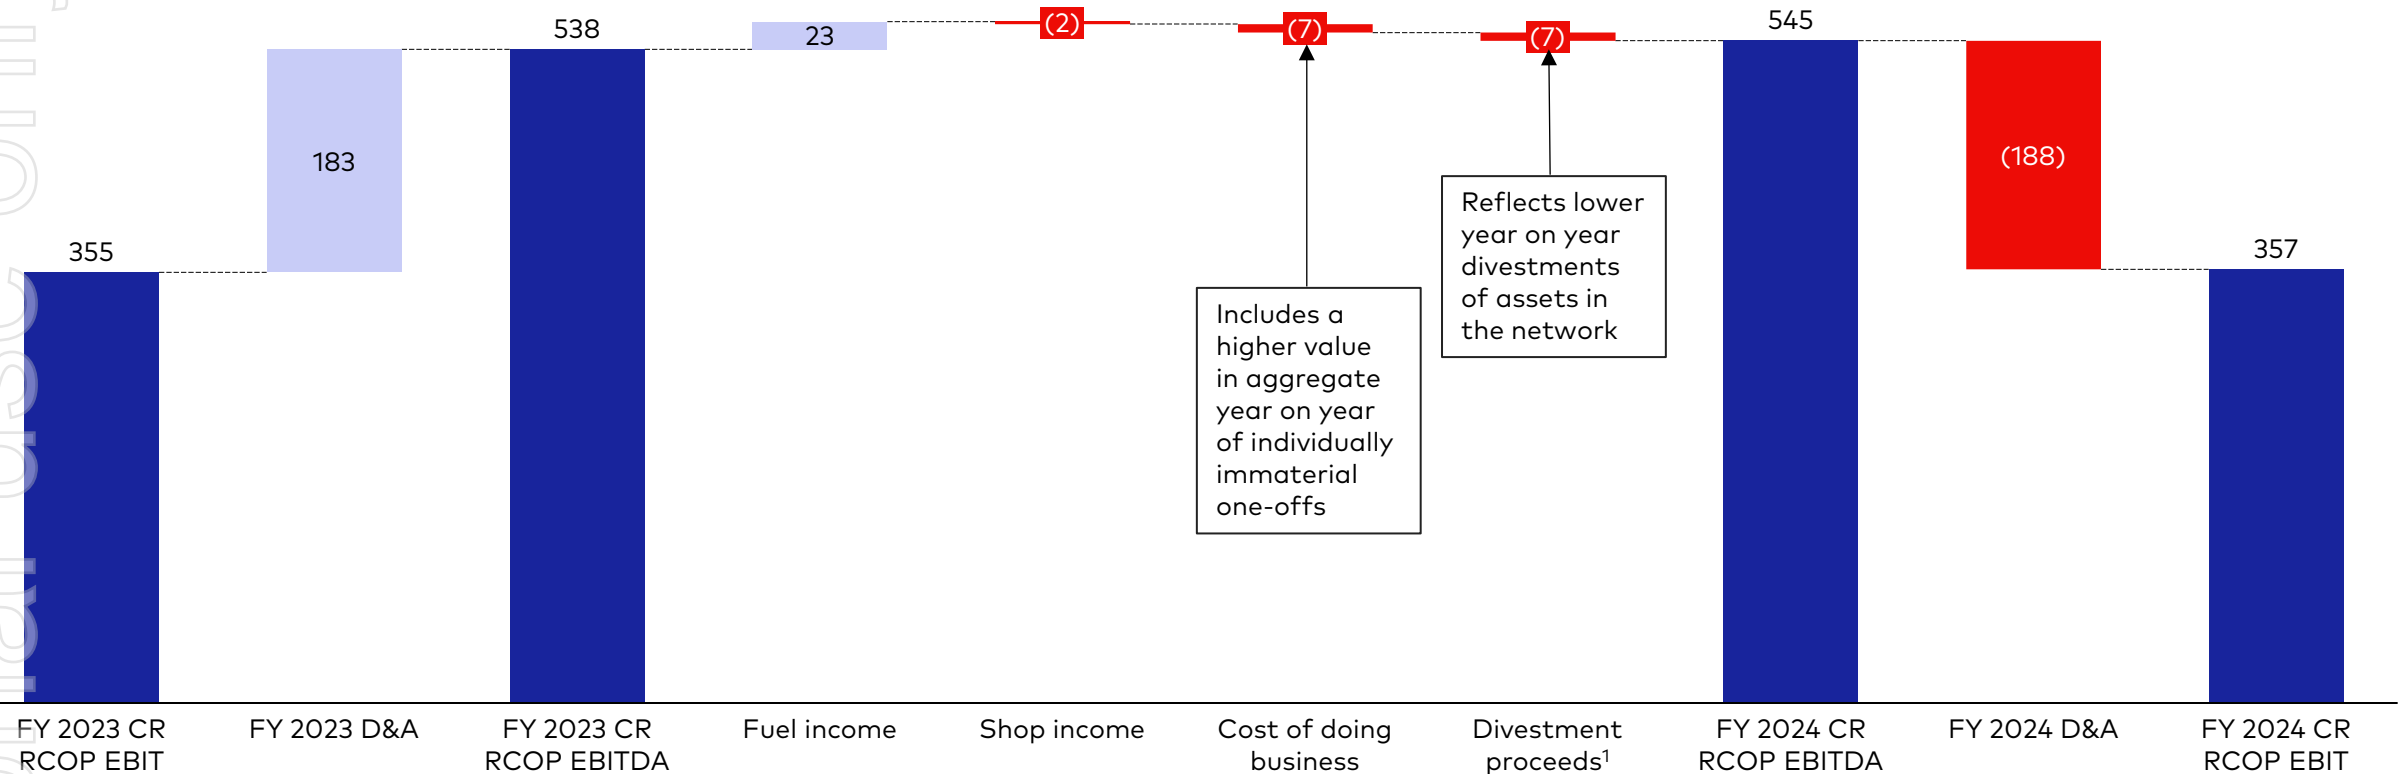 355
183
538
23
(2)
(7)
(7)
545
(188)
357
Includes a
higher value
in aggregate
year on year
of individually
immaterial
one-offs
Reflects lower
year on year
divestments
of assets in
the network
FY 2023 CR
RCOP EBIT
FY 2023 D&A
FY 2023 CR
RCOP EBITDA
Fuel income
Shop income
Cost of doing
business
Divestment
proceeds¹
FY 2024 CR
RCOP EBITDA
FY 2024 D&A
FY 2024 CR
RCOP EBIT